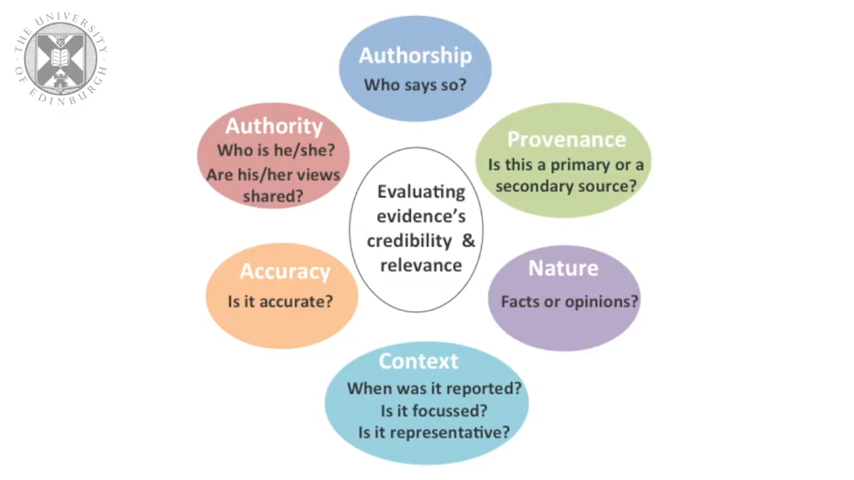 THE UNIVERSITY OF EDINBURGH
Authorship
Who says so?
Authority
Who is he/she?
Are his/her views
shared?
Provenance
Is this a primary or a
secondary source?
Evaluating
evidence's
credibility & 
relevance
Accuracy
Is it accurate?
Nature
Facts or opinions?
Context
When was it reported?
Is it focussed?
Is it representative?